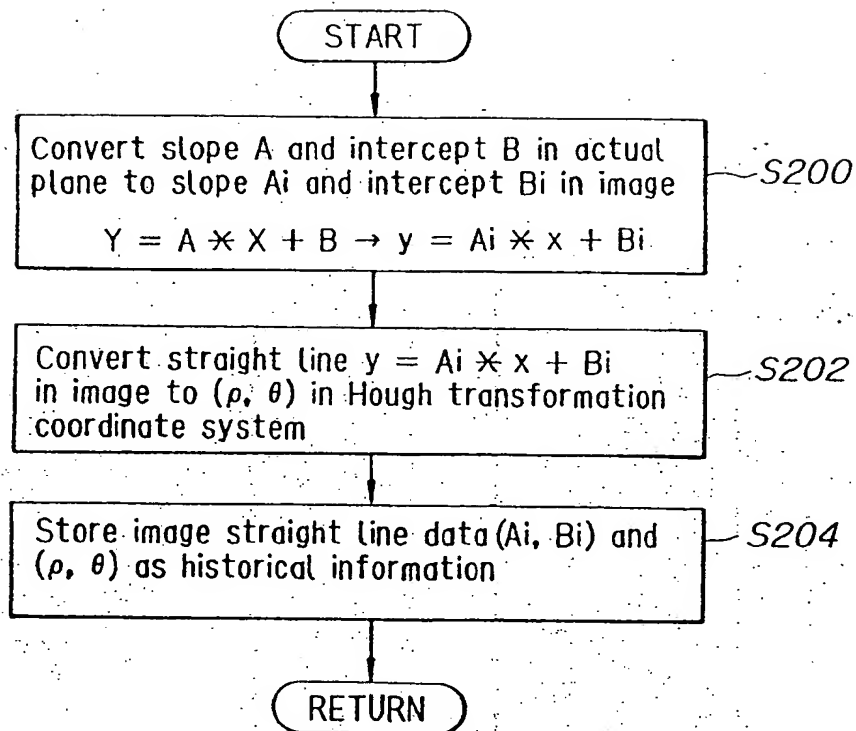 START
Convert slope A and intercept B in actual
plane to slope Ai and intercept Bi in image
Y = A * X + B → y = Ai * x + Bi
S200
Convert straight line y = Ai * x + Bi
in image to (ρ, θ) in Hough transformation
coordinate system
S202
Store image straight line data (Ai, Bi) and
(ρ, θ) as historical information
S204
RETURN